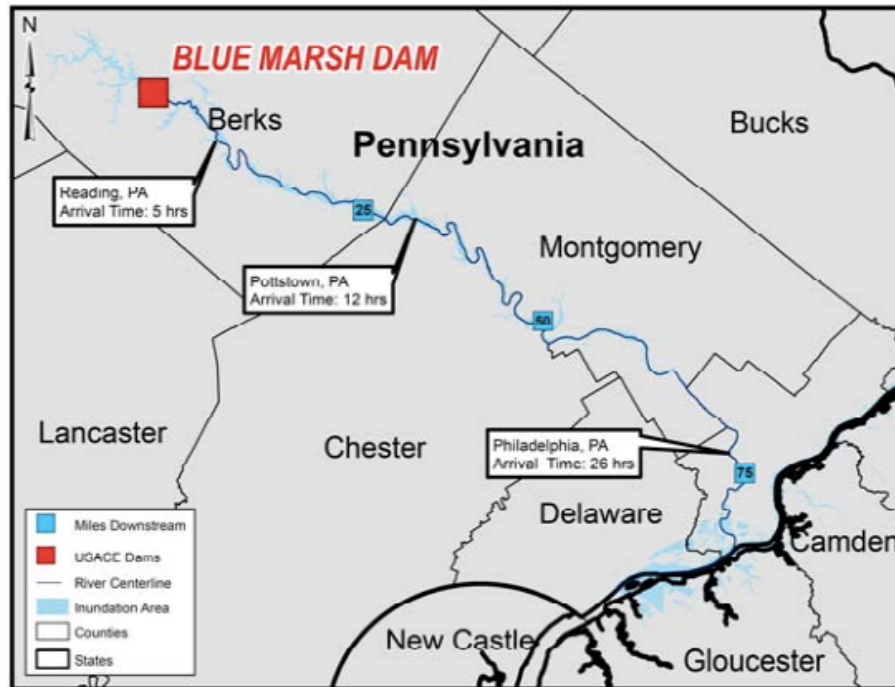 N
BLUE MARSH DAM
Berks
Bucks
Pennsylvania
Reading, PA
Arrival Time: 5 hrs
25
Montgomery
Pottstown, PA
Arrival Time: 12 hrs
50
Lancaster
Chester
Philadelphia, PA
Arrival Time: 26 hrs
75
Delaware
Camden
Miles Downstream
USACE Dams
River Centerline
Inundation Area
Counties
States
New Castle
Gloucester